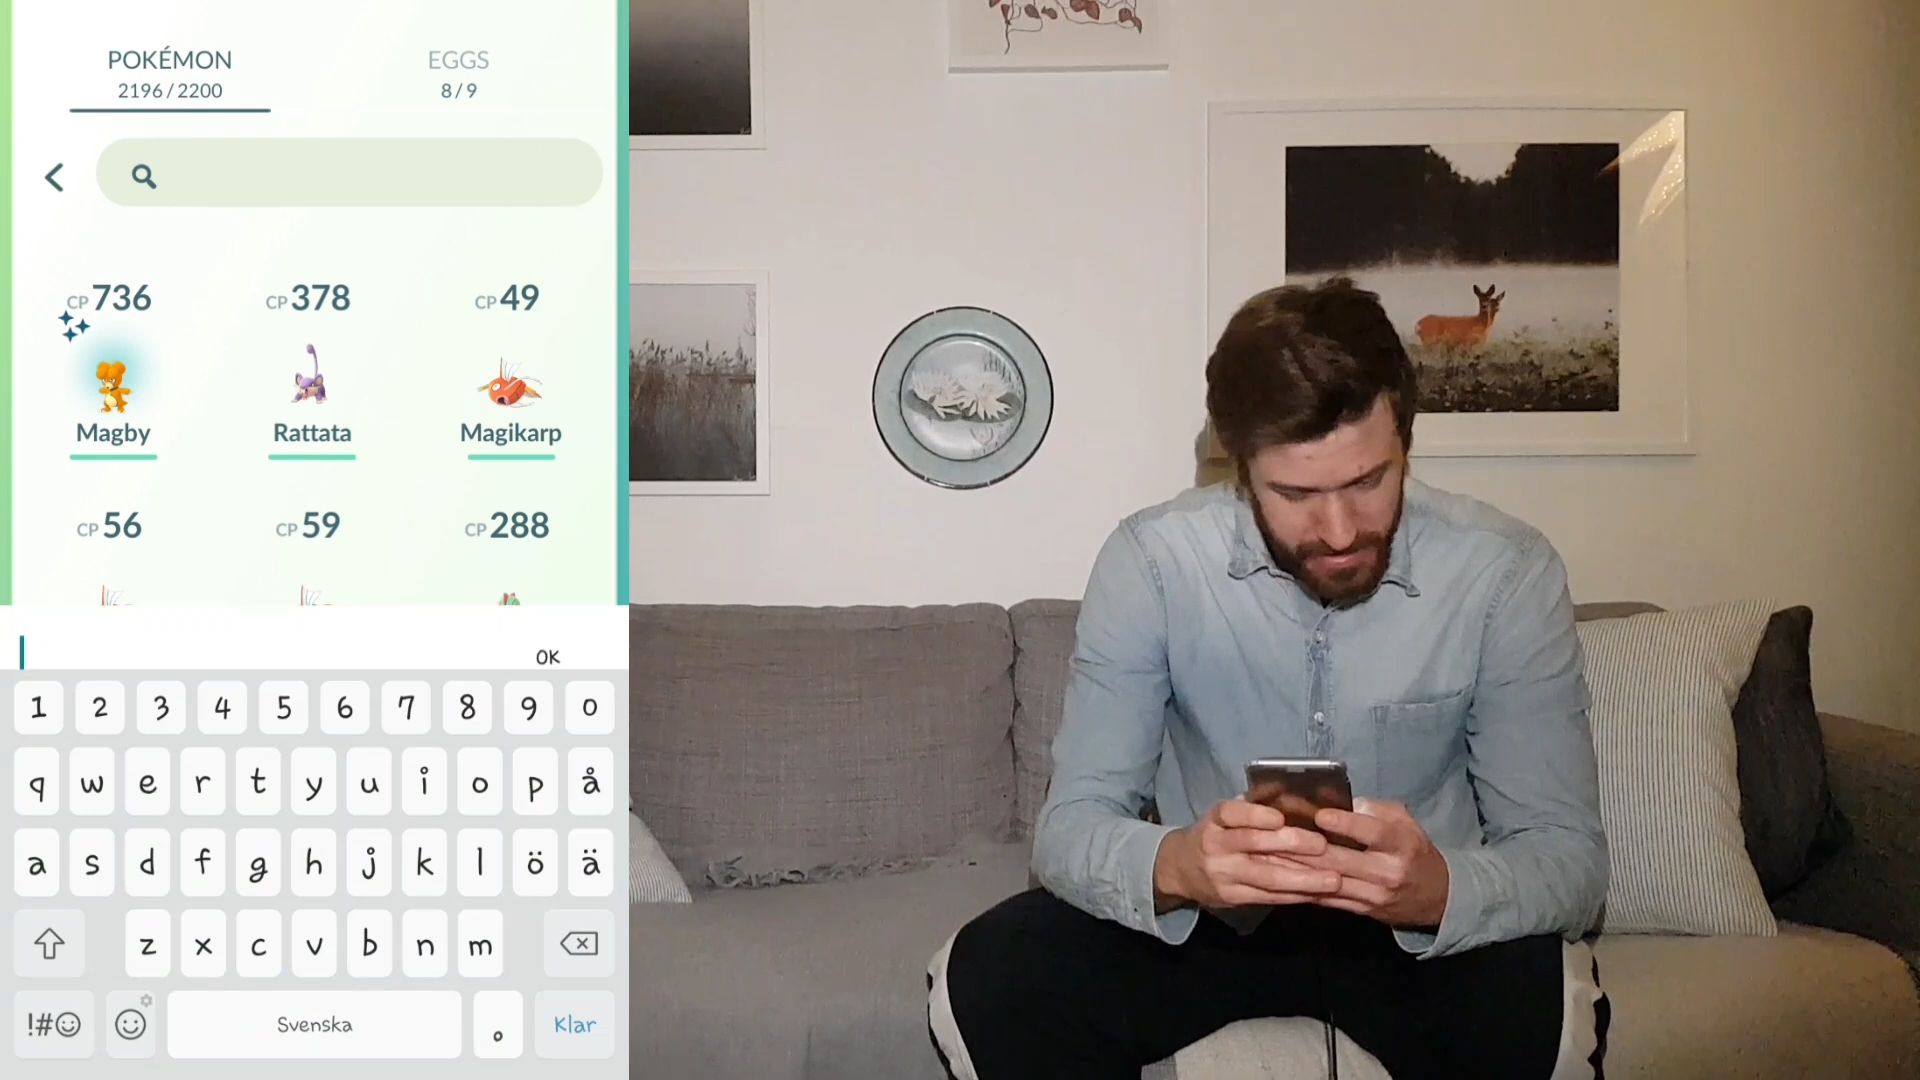 POKÉMON EGGS
2196 / 2200 8 / 9
CP736 CP378 CP49
Magby Rattata Magikarp
CP56 CP59 CP288
OK
1 2 3 4 5 6 7 8 9 0
q w e r t y u i o p å
a s d f g h j k l ö ä
z x c v b n m
!#☺ Svenska . Klar